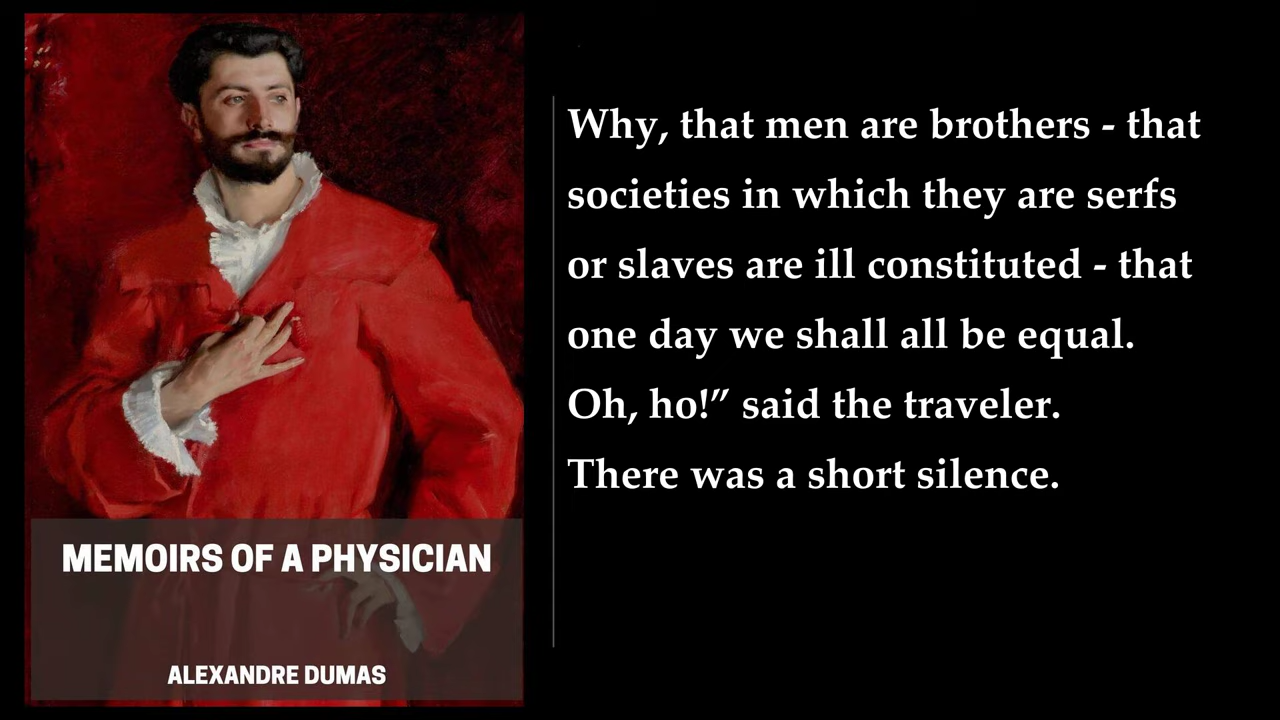 MEMOIRS OF A PHYSICIAN
ALEXANDRE DUMAS
Why, that men are brothers - that
societies in which they are serfs
or slaves are ill constituted - that
one day we shall all be equal.
Oh, ho!” said the traveler.
There was a short silence.